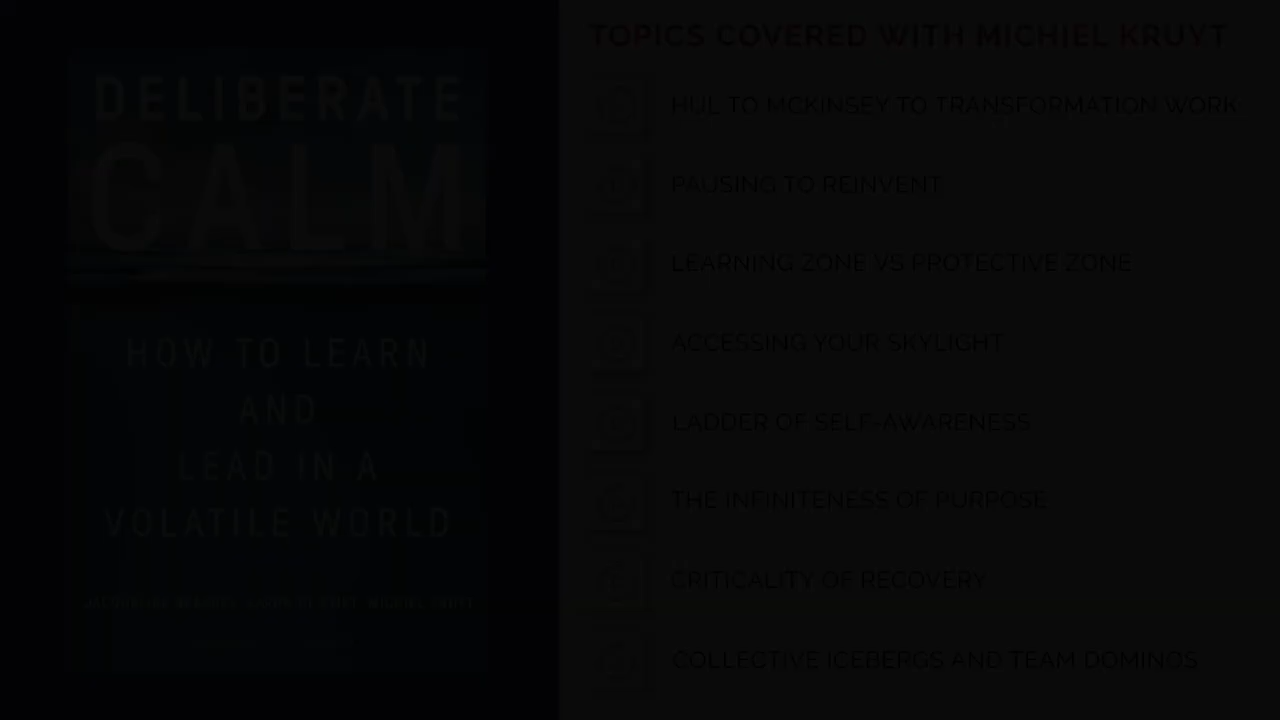 DELIBERATE
CALM
HOW TO LEARN
AND
LEAD IN A
VOLATILE WORLD
TOPICS COVERED WITH MICHIEL KRUYT
HUL TO MCKINSEY TO TRANSFORMATION WORK
PAUSING TO REINVENT
LEARNING ZONE VS PROTECTIVE ZONE
ACCESSING YOUR SKYLIGHT
LADDER OF SELF-AWARENESS
THE INFINITENESS OF PURPOSE
CRITICALITY OF RECOVERY
COLLECTIVE ICEBERGS AND TEAM DOMINOS